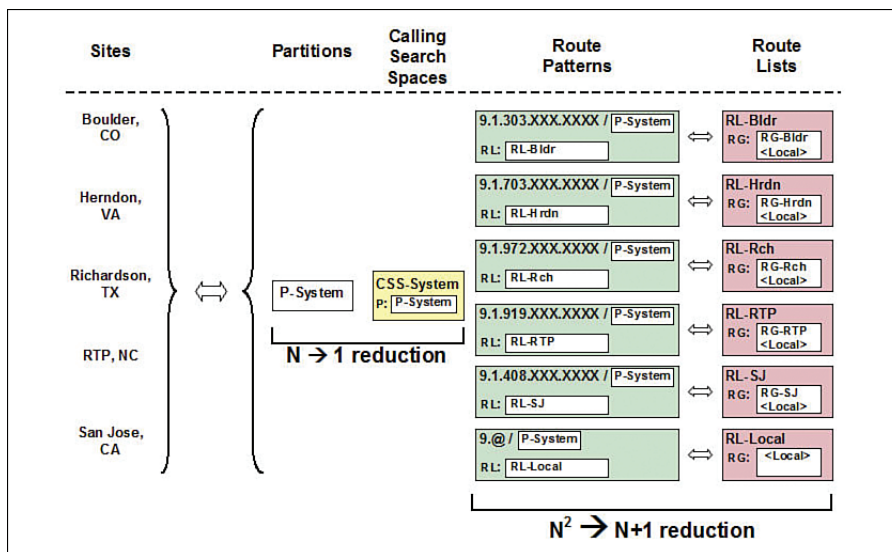 Sites
Partitions
Calling
Search
Spaces
Route
Patterns
Route
Lists
Boulder,
CO
Herndon,
VA
Richardson,
TX
RTP, NC
San Jose,
CA
P-System
CSS-System
P: P-System
N → 1 reduction
9.1.303.XXX.XXXX / P-System
RL: RL-Bldr
9.1.703.XXX.XXXX / P-System
RL: RL-Hrdn
9.1.972.XXX.XXXX / P-System
RL: RL-Rch
9.1.919.XXX.XXXX / P-System
RL: RL-RTP
9.1.408.XXX.XXXX / P-System
RL: RL-SJ
9.@ / P-System
RL: RL-Local
RL-Bldr
RG: RG-Bldr
<Local>
RL-Hrdn
RG: RG-Hrdn
<Local>
RL-Rch
RG: RG-Rch
<Local>
RL-RTP
RG: RG-RTP
<Local>
RL-SJ
RG: RG-SJ
<Local>
RL-Local
RG: <Local>
N² → N+1 reduction